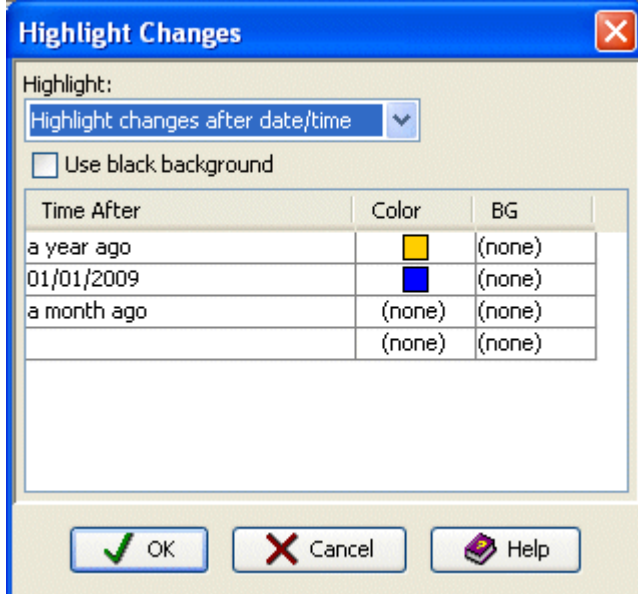 Highlight Changes
Highlight:
Highlight changes after date/time
Use black background
Time After Color BG
a year ago (none)
01/01/2009 (none)
a month ago (none) (none)
(none) (none)
OK Cancel Help